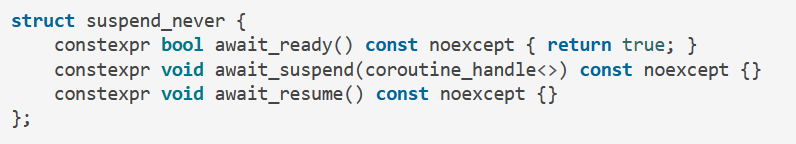 struct suspend_never {
    constexpr bool await_ready() const noexcept { return true; }
    constexpr void await_suspend(coroutine_handle<>) const noexcept {}
    constexpr void await_resume() const noexcept {}
};